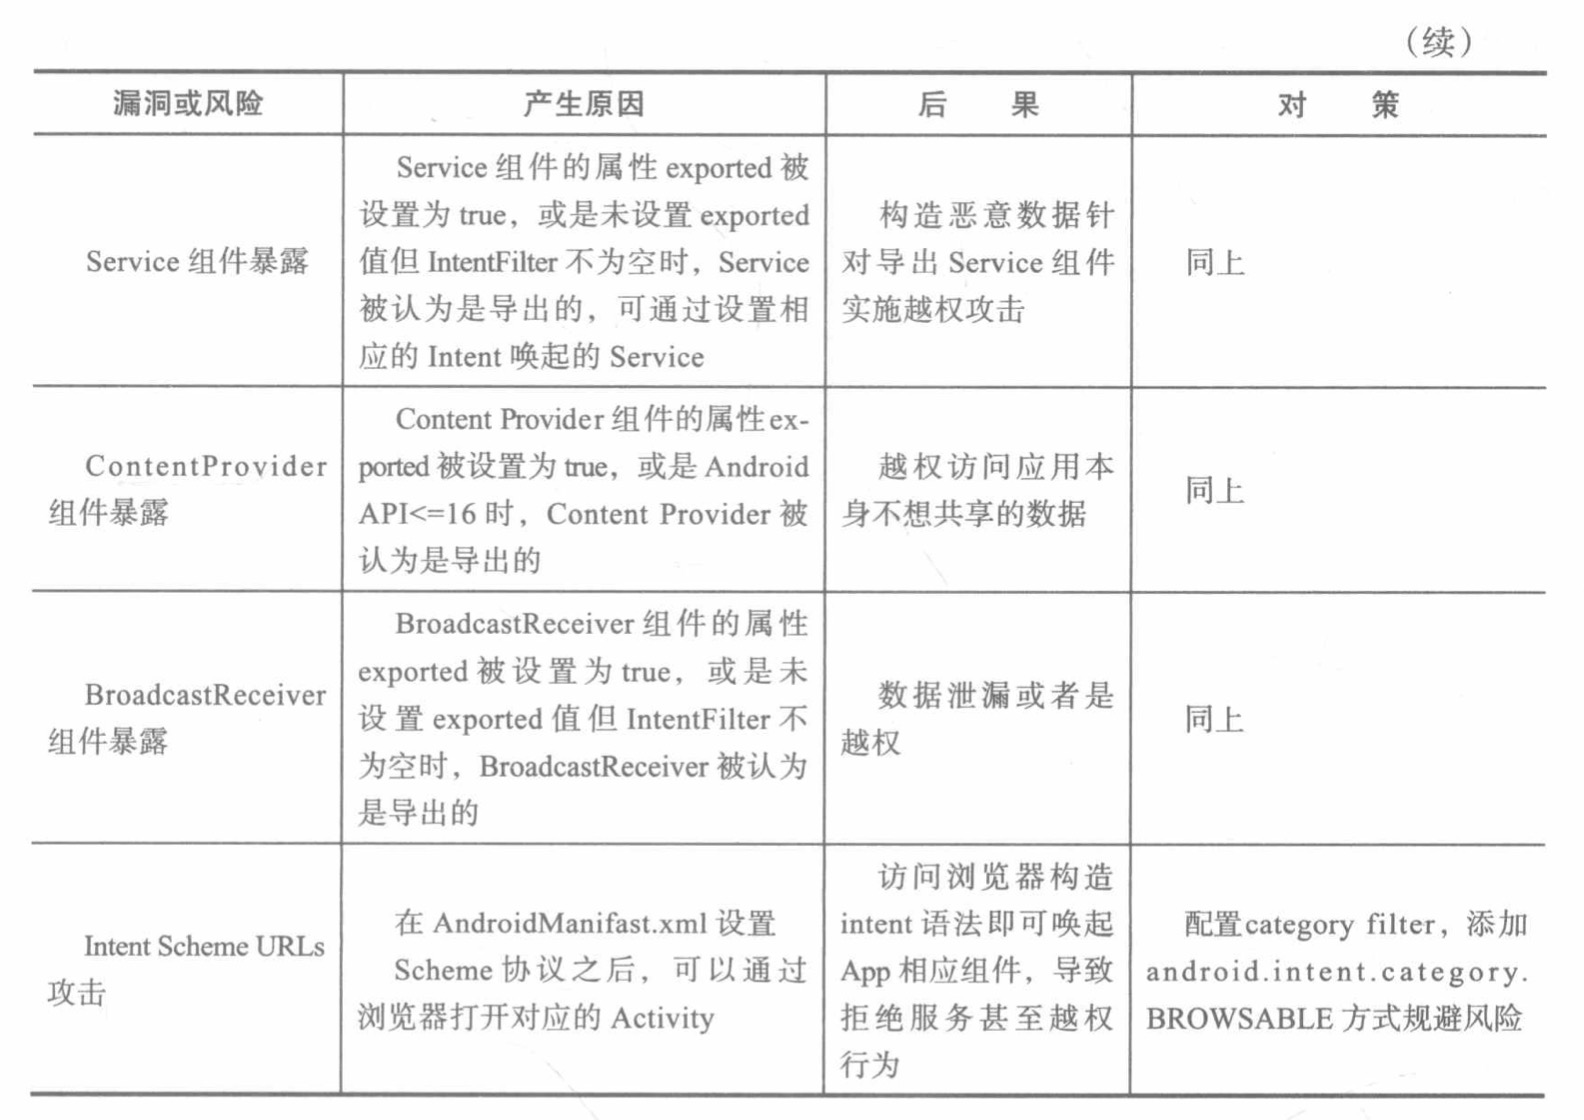 （续）
漏洞或风险
产生原因
后 果
对 策
Service 组件暴露
Service 组件的属性 exported 被
设置为 true，或是未设置 exported
值但 IntentFilter 不为空时，Service
被认为是导出的，可通过设置相
应的 Intent 唤起的 Service
构造恶意数据针
对导出 Service 组件
实施越权攻击
同上
ContentProvider
组件暴露
Content Provider 组件的属性 ex-
ported 被设置为 true，或是 Android
API<=16 时，Content Provider 被
认为是导出的
越权访问应用本
身不想共享的数据
同上
BroadcastReceiver
组件暴露
BroadcastReceiver 组件的属性
exported 被设置为 true，或是未
设置 exported 值但 IntentFilter 不
为空时，BroadcastReceiver 被认为
是导出的
数据泄漏或者是
越权
同上
Intent Scheme URLs
攻击
在 AndroidManifast.xml 设置
Scheme 协议之后，可以通过
浏览器打开对应的 Activity
访问浏览器构造
intent 语法即可唤起
App 相应组件，导致
拒绝服务甚至越权
行为
配置category filter，添加
android.intent.category.
BROWSABLE 方式规避风险